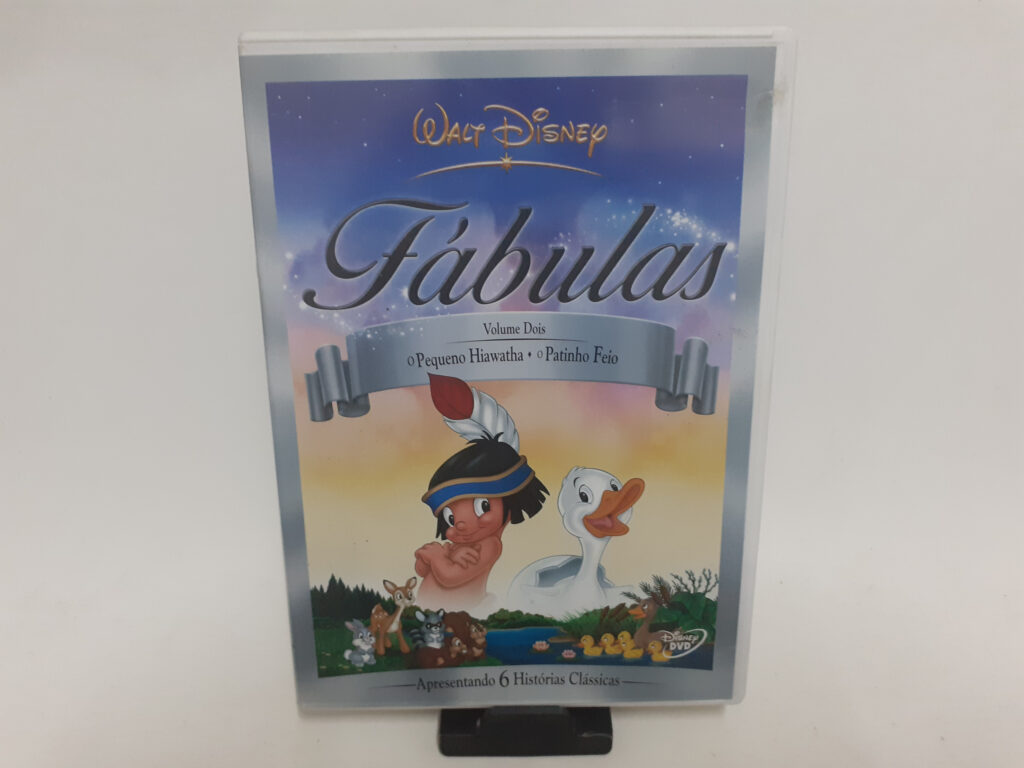 Walt Disney
Fábulas
Volume Dois
O Pequeno Hiawatha • O Patinho Feio
Disney
DVD
Apresentando 6 Histórias Clássicas